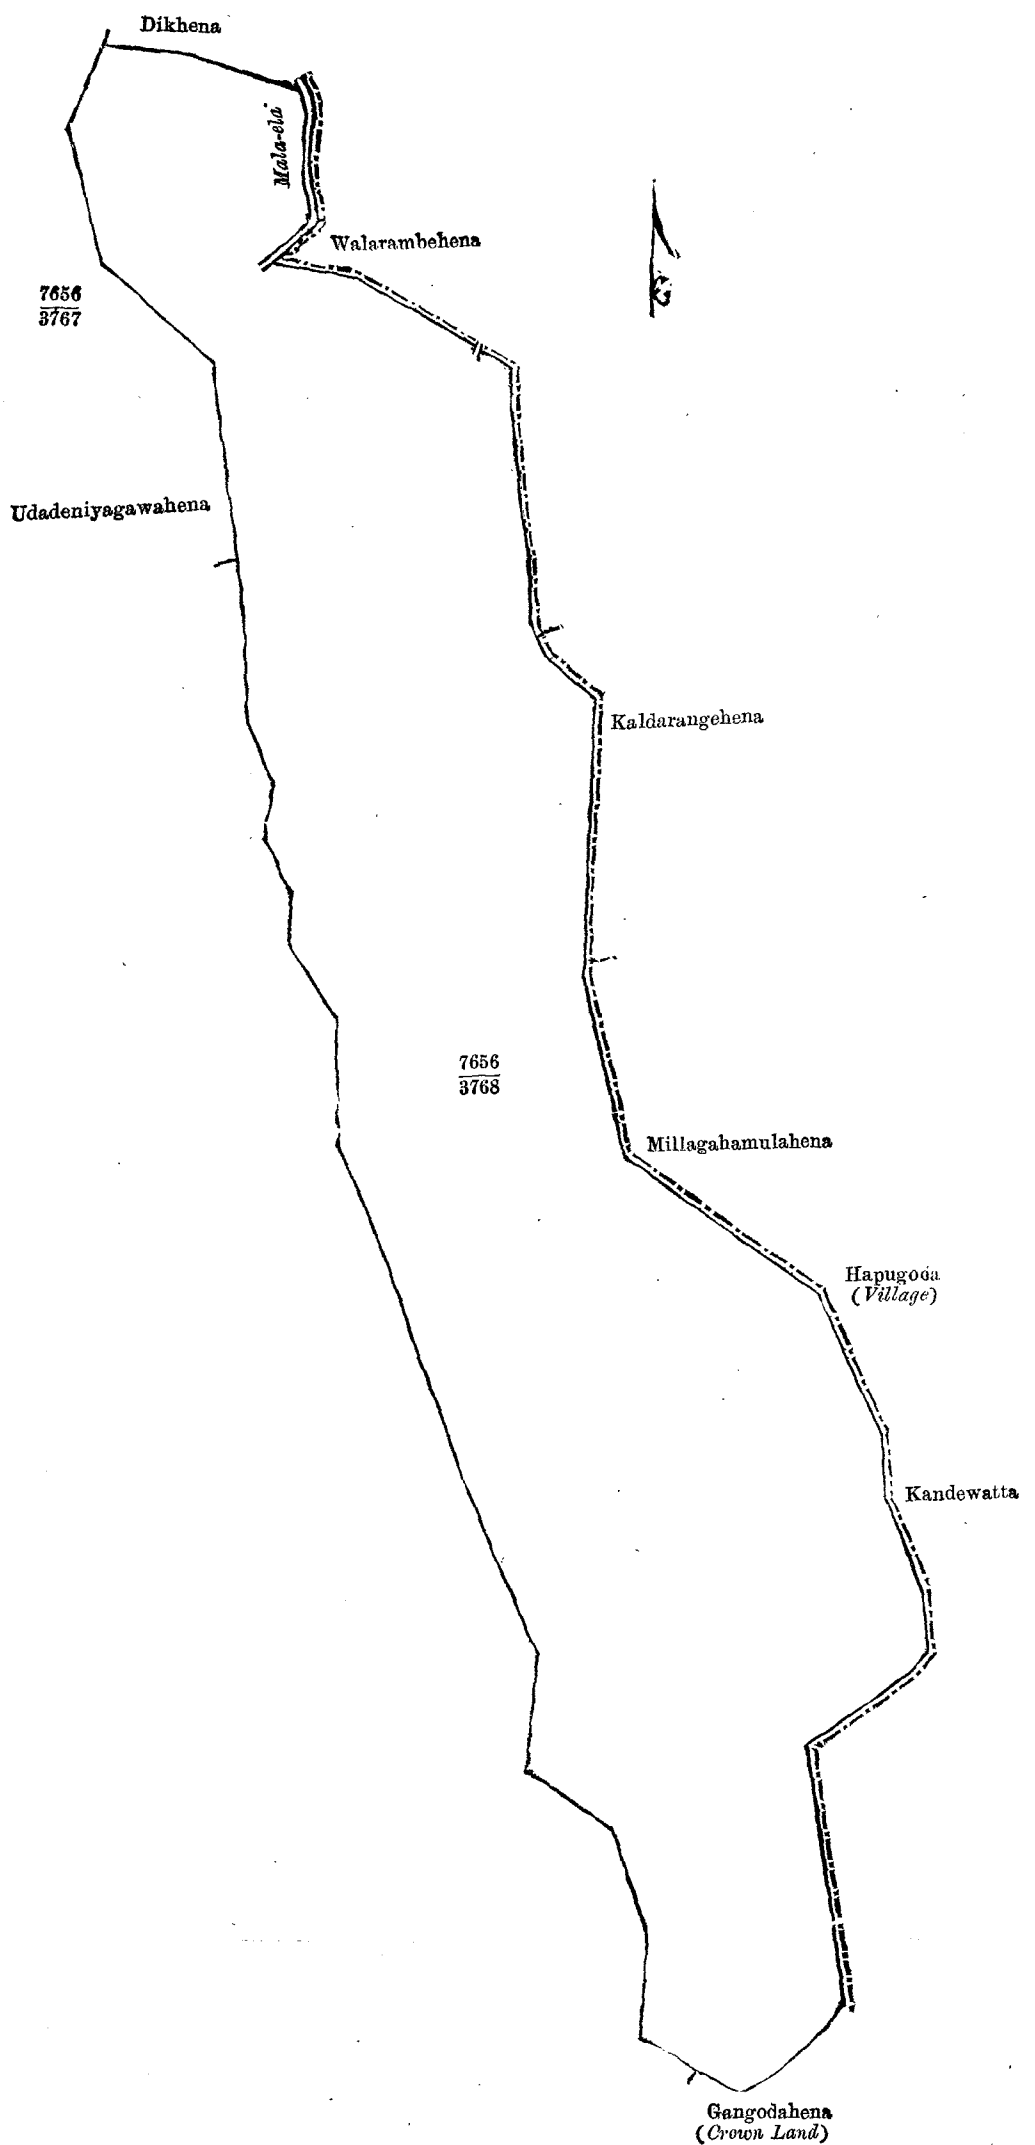 Dikhena
Mala-ela
Walarambehena
7656
3767
Udadeniyagawahena
Kaldarangehena
7656
3768
Millagahamulahena
Hapugoda
(Village)
Kandewatta
Gangodahena
(Crown Land)